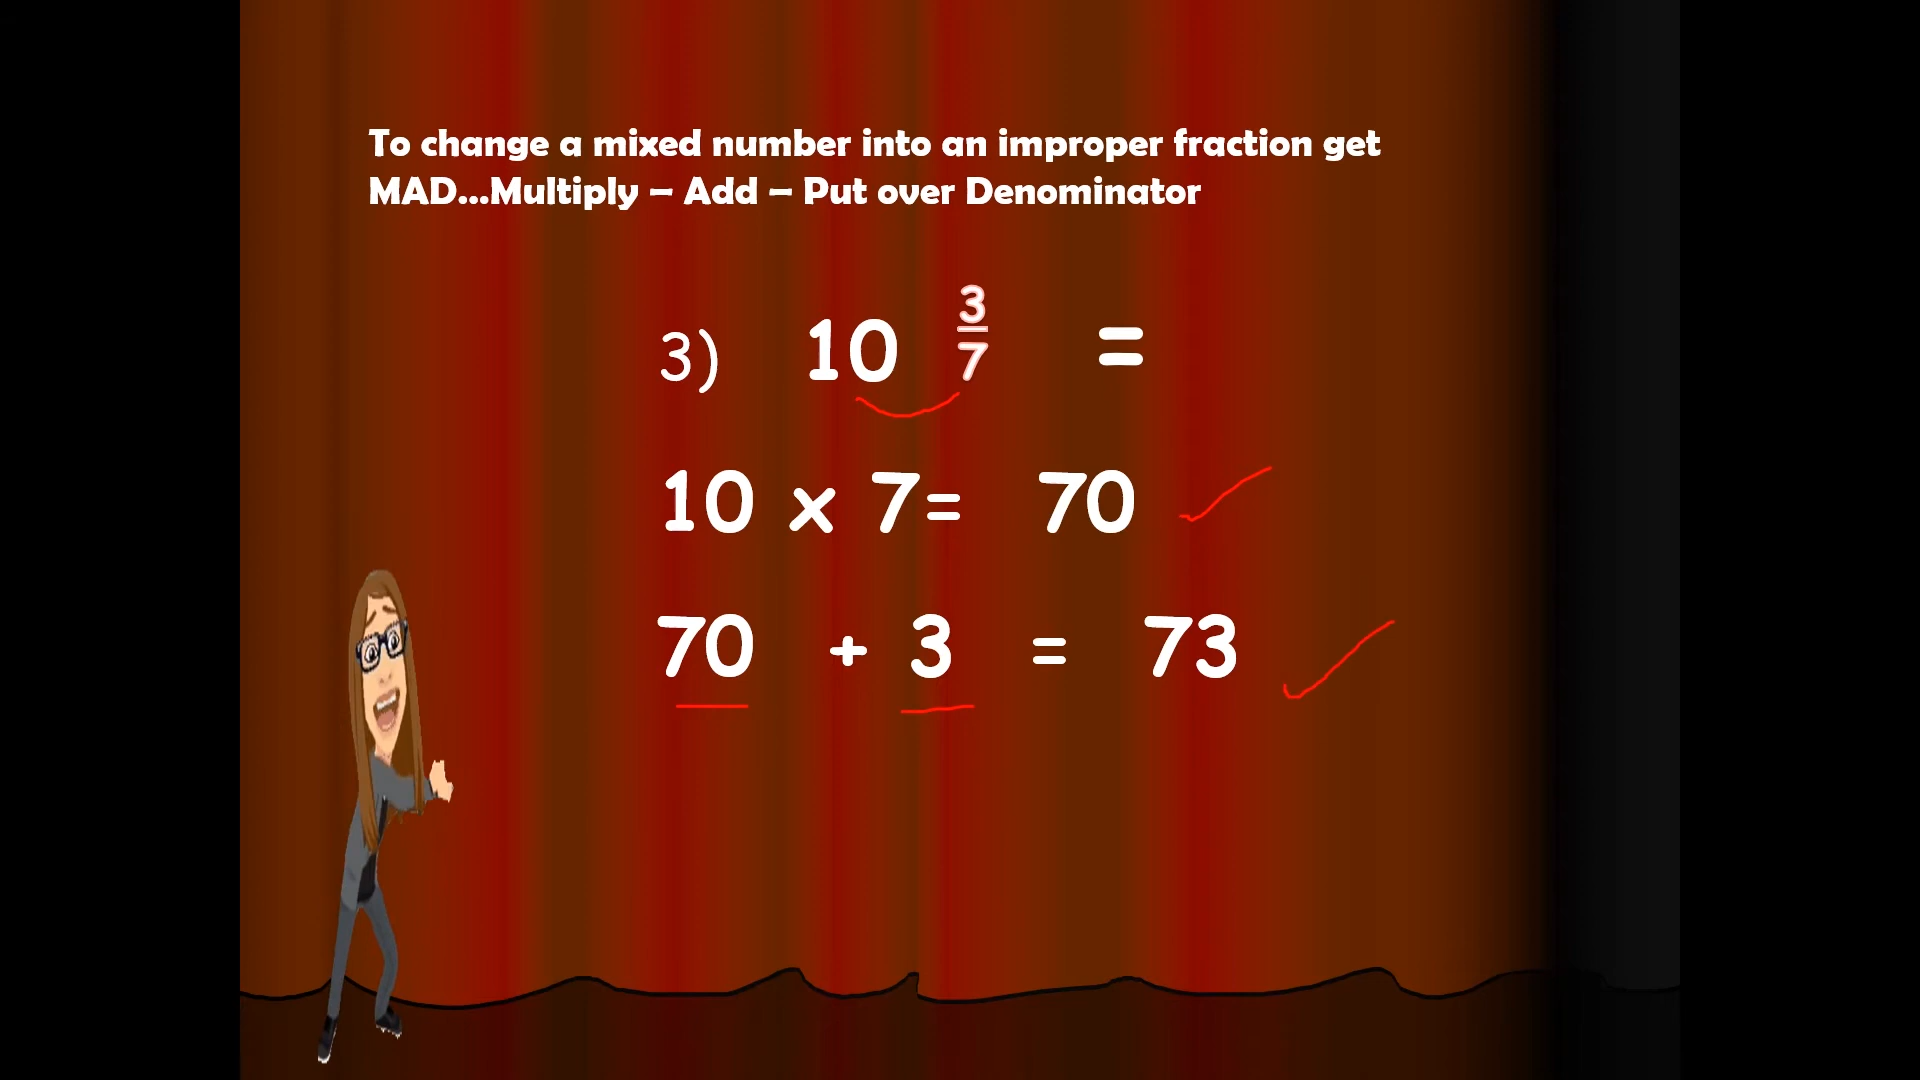 To change a mixed number into an improper fraction get
MAD...Multiply – Add – Put over Denominator
3) 10 3/7 =
10 x 7= 70
70 + 3 = 73